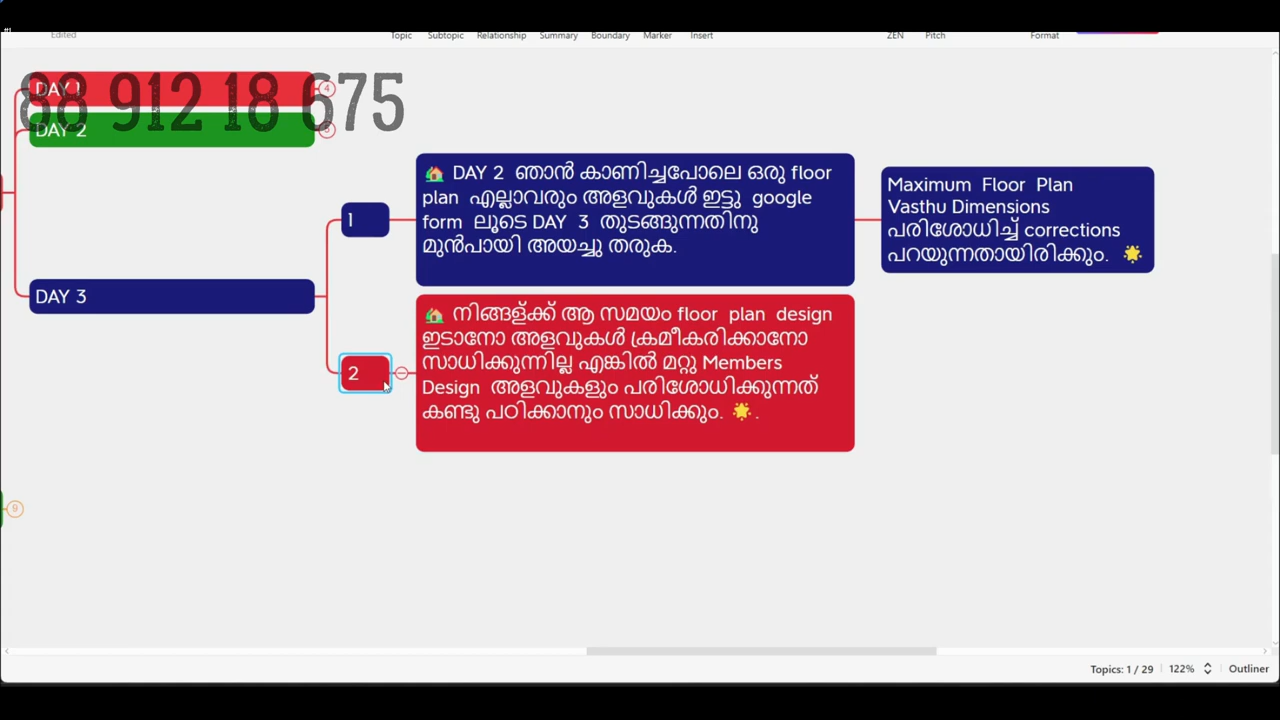 #1
Edited
Topic Subtopic Relationship Summary Boundary Marker Insert ZEN Pitch Format
88 912 18 675
DAY 1
4
DAY 2
DAY 3
1
🏠 DAY 2 ഞാൻ കാണിച്ചപോലെ ഒരു floor
plan എല്ലാവരും അളവുകൾ ഇട്ടു google
form ലൂടെ DAY 3 തുടങ്ങുന്നതിനു
മുൻപായി അയച്ചു തരുക.
Maximum Floor Plan
Vasthu Dimensions
പരിശോധിച്ച് corrections
പറയുന്നതായിരിക്കും. 🌟
2
🏠 നിങ്ങള്ക്ക് ആ സമയം floor plan design
ഇടാനോ അളവുകൾ ക്രമീകരിക്കാനോ
സാധിക്കുന്നില്ല എങ്കിൽ മറ്റു Members
Design അളവുകളും പരിശോധിക്കുന്നത്
കണ്ടു പഠിക്കാനും സാധിക്കും. 🌟 .
9
Topics: 1 / 29 122% Outliner